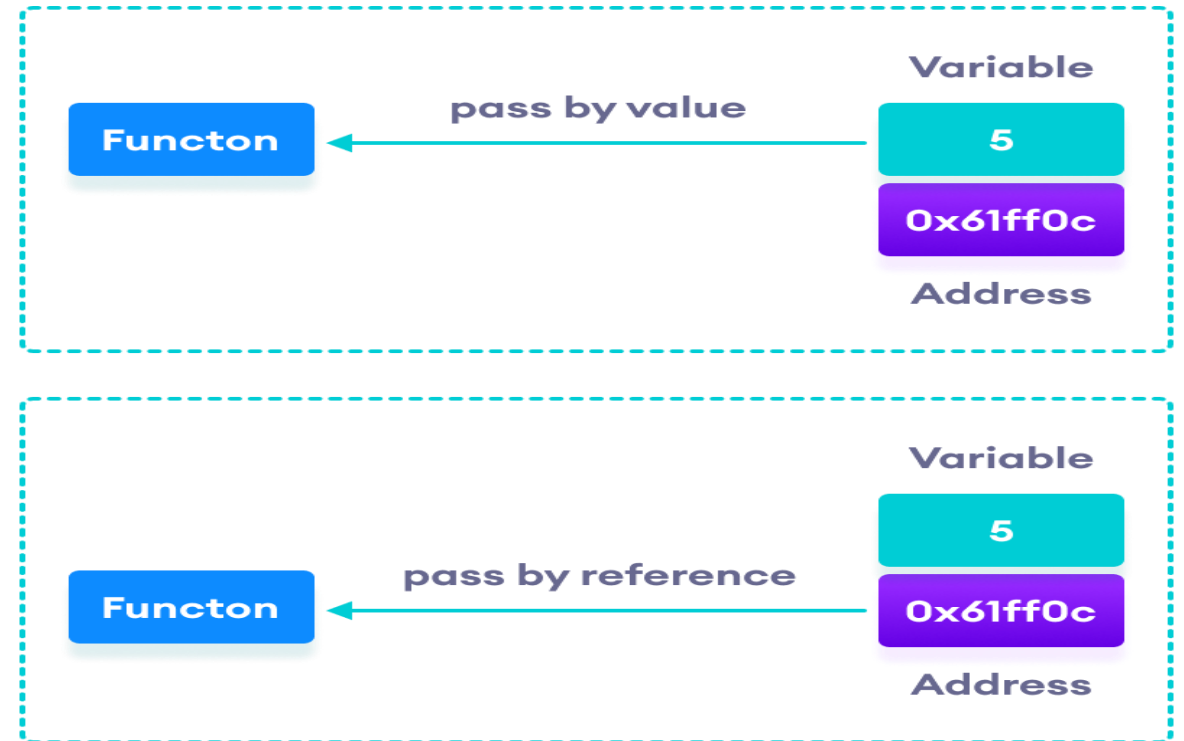 Variable
pass by value
Functon
5
0x61ff0c
Address
Variable
5
pass by reference
Functon
0x61ff0c
Address